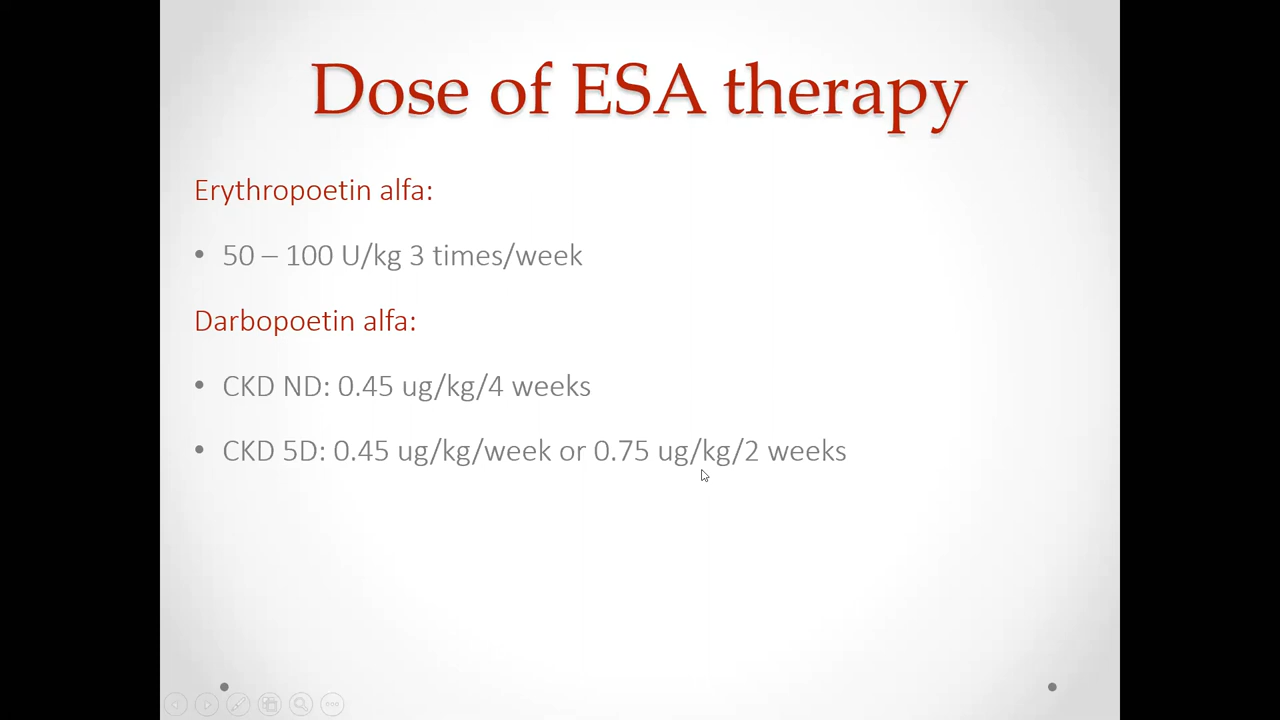 Dose of ESA therapy
Erythropoetin alfa:
• 50 – 100 U/kg 3 times/week
Darbopoetin alfa:
• CKD ND: 0.45 ug/kg/4 weeks
• CKD 5D: 0.45 ug/kg/week or 0.75 ug/kg/2 weeks